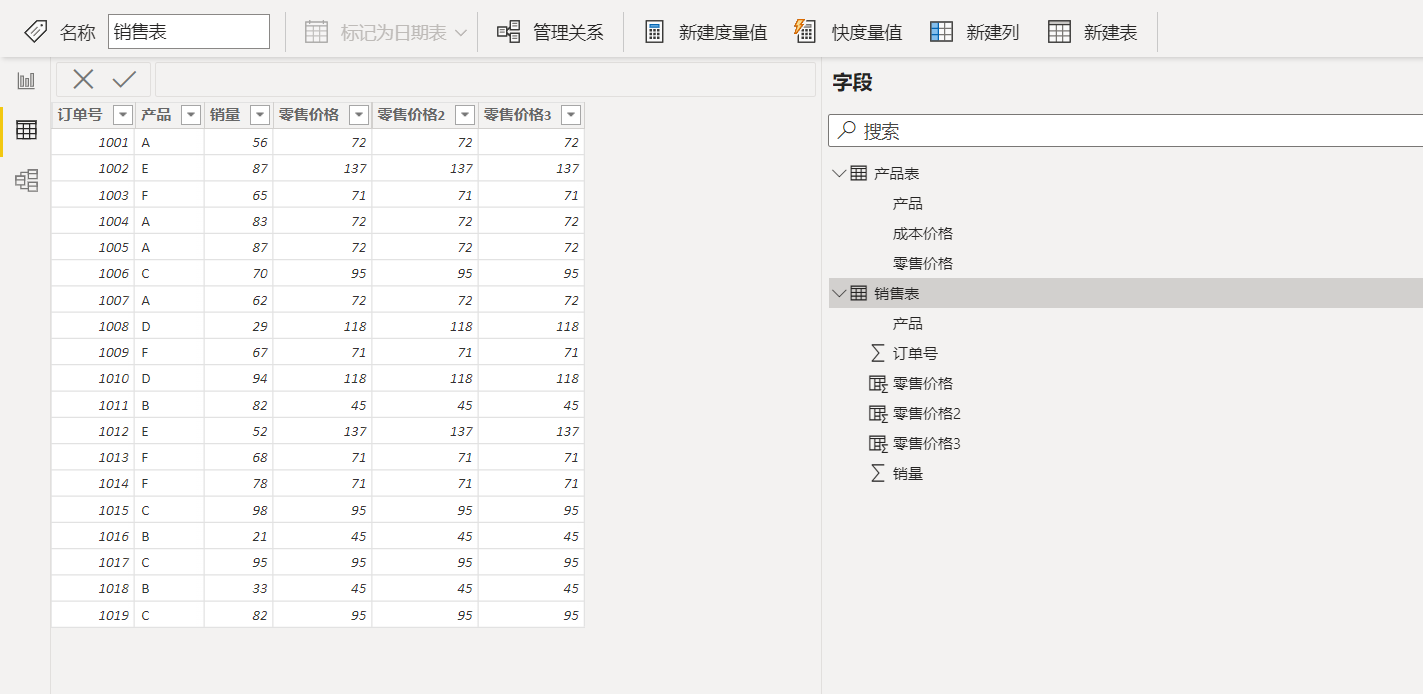 名称 销售表 标记为日期表 管理关系 新建度量值 快度量值 新建列 新建表
订单号 产品 销量 零售价格 零售价格2 零售价格3
1001 A 56 72 72 72
1002 E 87 137 137 137
1003 F 65 71 71 71
1004 A 83 72 72 72
1005 A 87 72 72 72
1006 C 70 95 95 95
1007 A 62 72 72 72
1008 D 29 118 118 118
1009 F 67 71 71 71
1010 D 94 118 118 118
1011 B 82 45 45 45
1012 E 52 137 137 137
1013 F 68 71 71 71
1014 F 78 71 71 71
1015 C 98 95 95 95
1016 B 21 45 45 45
1017 C 95 95 95 95
1018 B 33 45 45 45
1019 C 82 95 95 95
字段
搜索
产品表
产品
成本价格
零售价格
销售表
产品
∑ 订单号
零售价格
零售价格2
零售价格3
∑ 销量